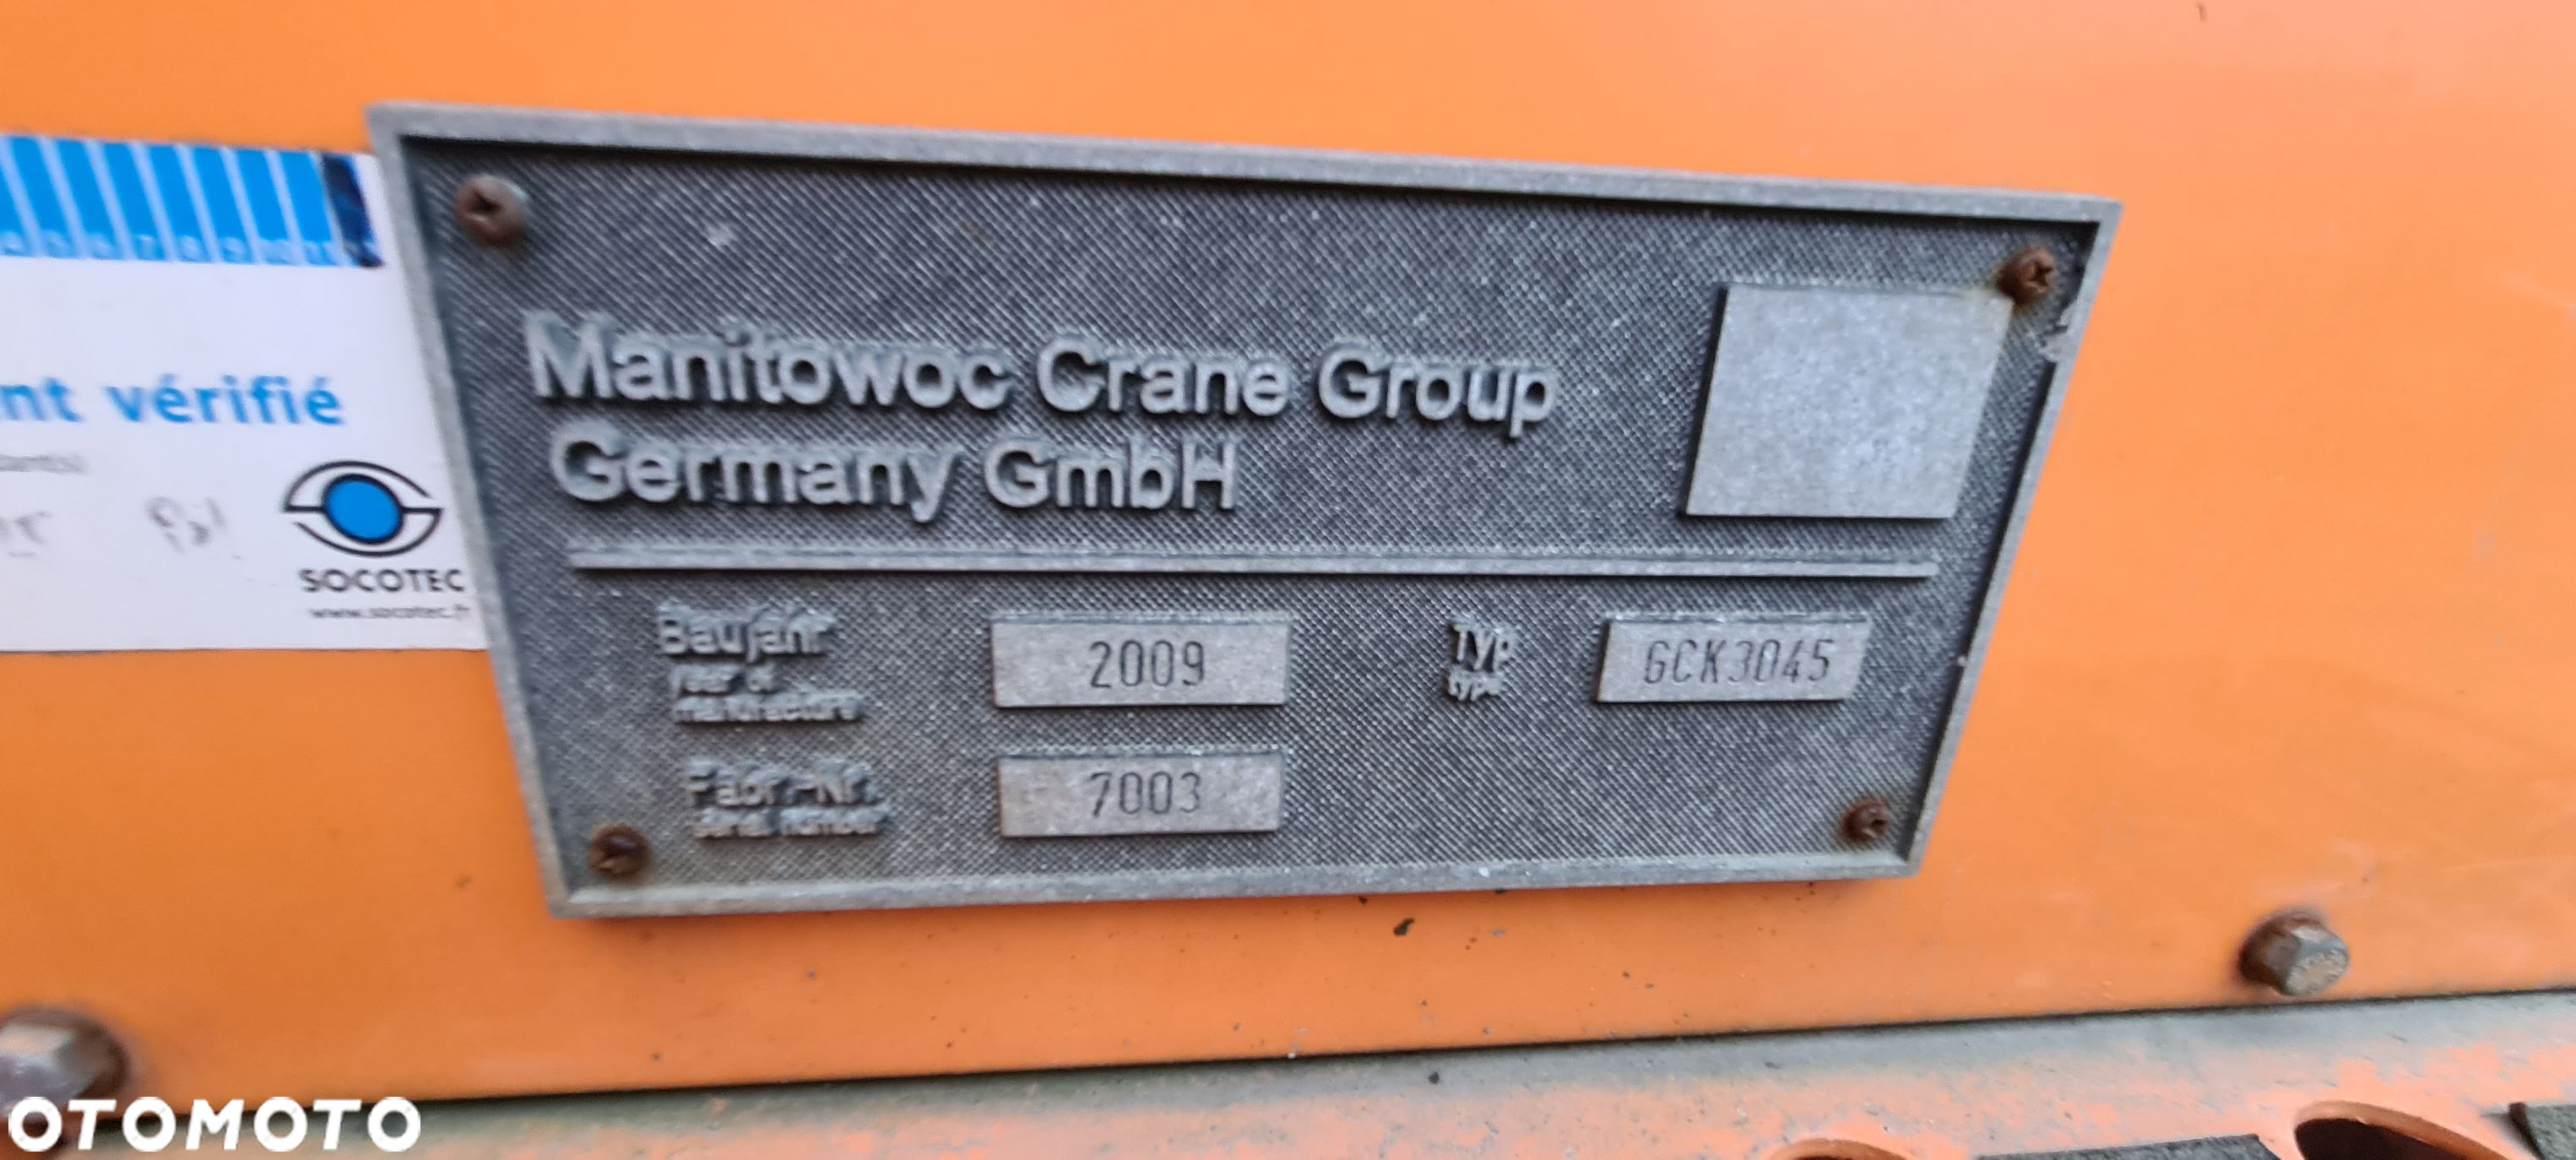 nt vérifié
SOCOTEC
www.socotec.fr
Manitowoc Crane Group
Germany GmbH
Baujahr
year of
manufacture
2009
Typ
type
GCK3045
Fabr.-Nr.
serial number
7003
OTOMOTO